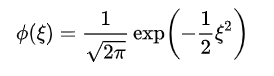 ϕ(ξ) = 1/√2π exp(−1/2 ξ²)